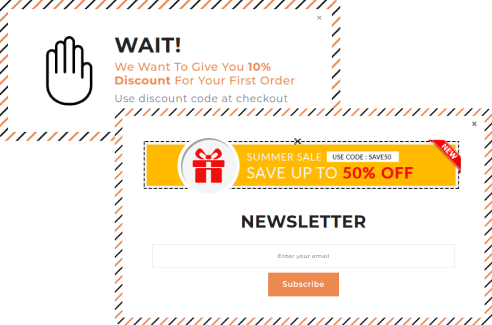 ×
WAIT!
We Want To Give You 10%
Discount For Your First Order
Use discount code at checkout
×
NEW
SUMMER SALE USE CODE : SAVE50
SAVE UP TO 50% OFF
NEWSLETTER
Enter your email
Subscribe